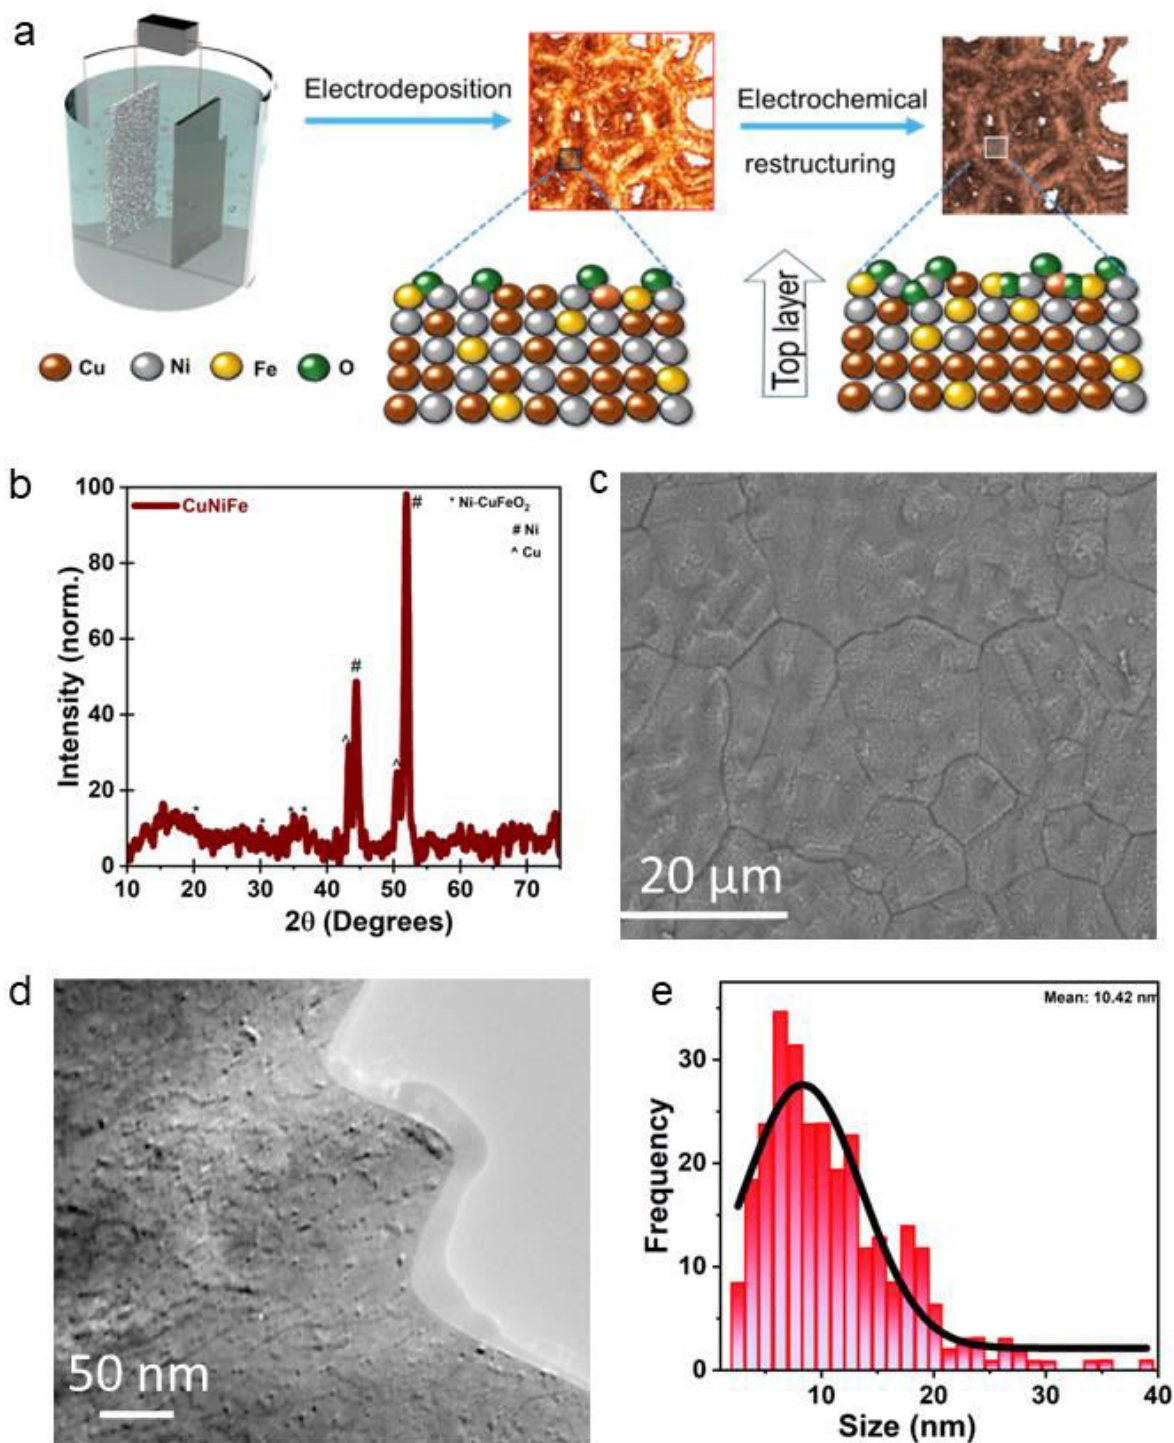 a
Electrodeposition
Electrochemical
restructuring
Top layer
Cu Ni Fe O
b
CuNiFe
* Ni-CuFeO₂
# Ni
^ Cu
#
#
^
^
* * * *
Intensity (norm.)
100
80
60
40
20
0
10 20 30 40 50 60 70
2θ (Degrees)
c
20 µm
d
50 nm
e
Mean: 10.42 nm
Frequency
30
20
10
0
10 20 30 40
Size (nm)